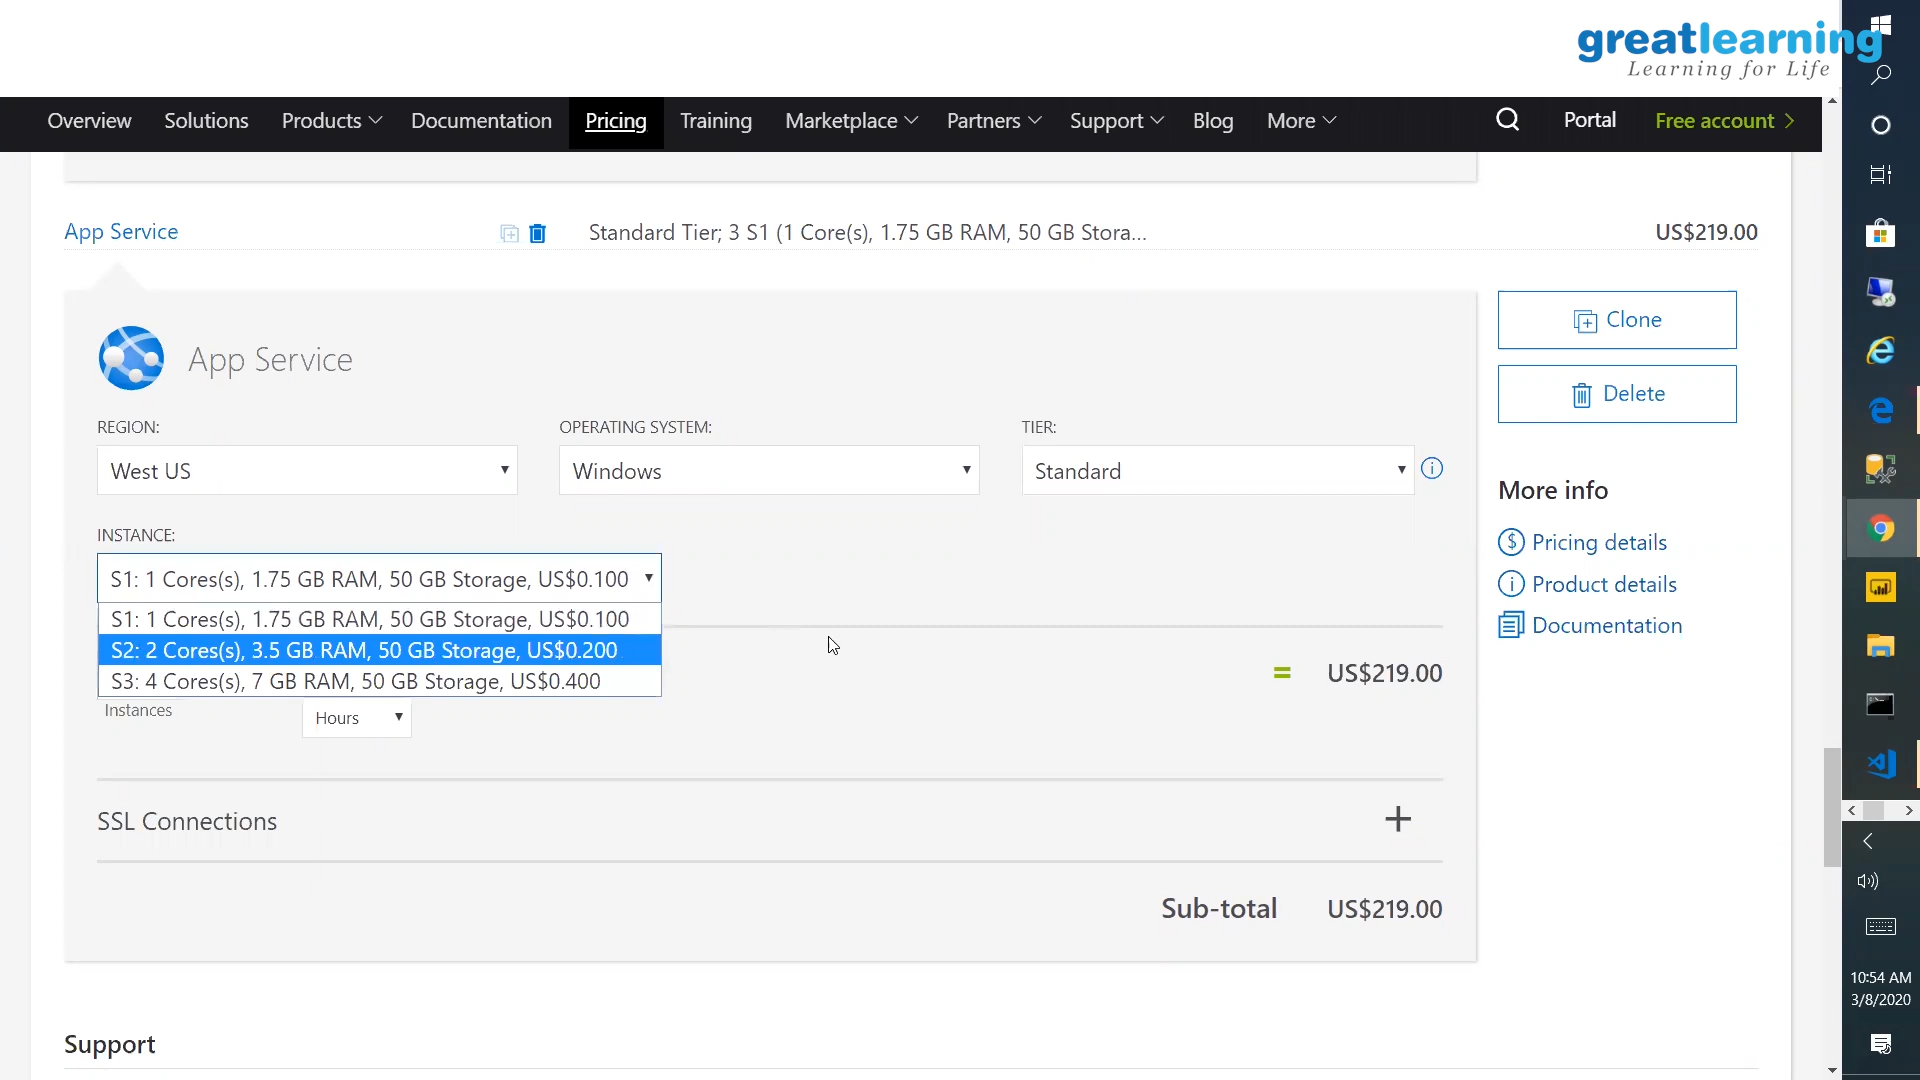 greatlearning
Learning for Life
Overview Solutions Products Documentation Pricing Training Marketplace Partners Support Blog More Portal Free account
App Service Standard Tier; 3 S1 (1 Core(s), 1.75 GB RAM, 50 GB Stora... US$219.00
Clone
App Service
Delete
REGION: OPERATING SYSTEM: TIER:
West US Windows Standard
More info
INSTANCE:
Pricing details
S1: 1 Cores(s), 1.75 GB RAM, 50 GB Storage, US$0.100
Product details
S1: 1 Cores(s), 1.75 GB RAM, 50 GB Storage, US$0.100
Documentation
S2: 2 Cores(s), 3.5 GB RAM, 50 GB Storage, US$0.200
= US$219.00
S3: 4 Cores(s), 7 GB RAM, 50 GB Storage, US$0.400
Instances Hours
SSL Connections
Sub-total US$219.00
10:54 AM
3/8/2020
Support